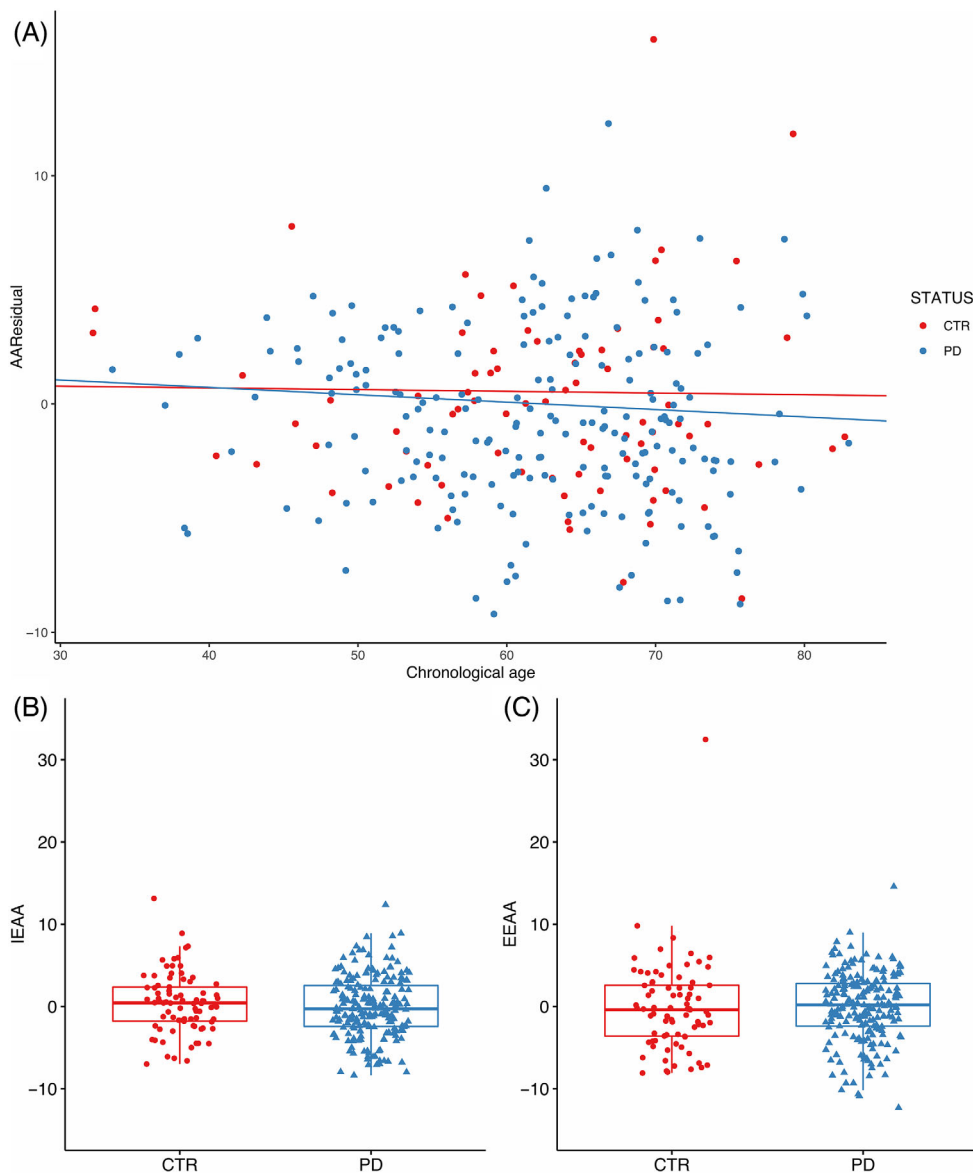 (A)
AAResidual
10
0
−10
30
40
50
60
70
80
Chronological age
STATUS
CTR
PD
(B)
IEAA
30
20
10
0
−10
CTR
PD
(C)
EEAA
30
20
10
0
−10
CTR
PD